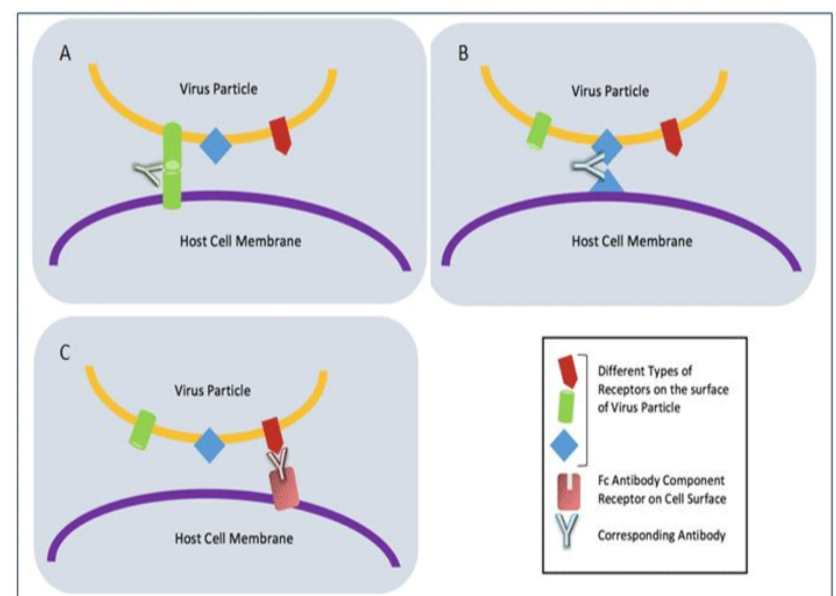 A
Virus Particle
Host Cell Membrane
B
Virus Particle
Host Cell Membrane
C
Virus Particle
Host Cell Membrane
Different Types of
Receptors on the surface
of Virus Particle
Fc Antibody Component
Receptor on Cell Surface
Corresponding Antibody